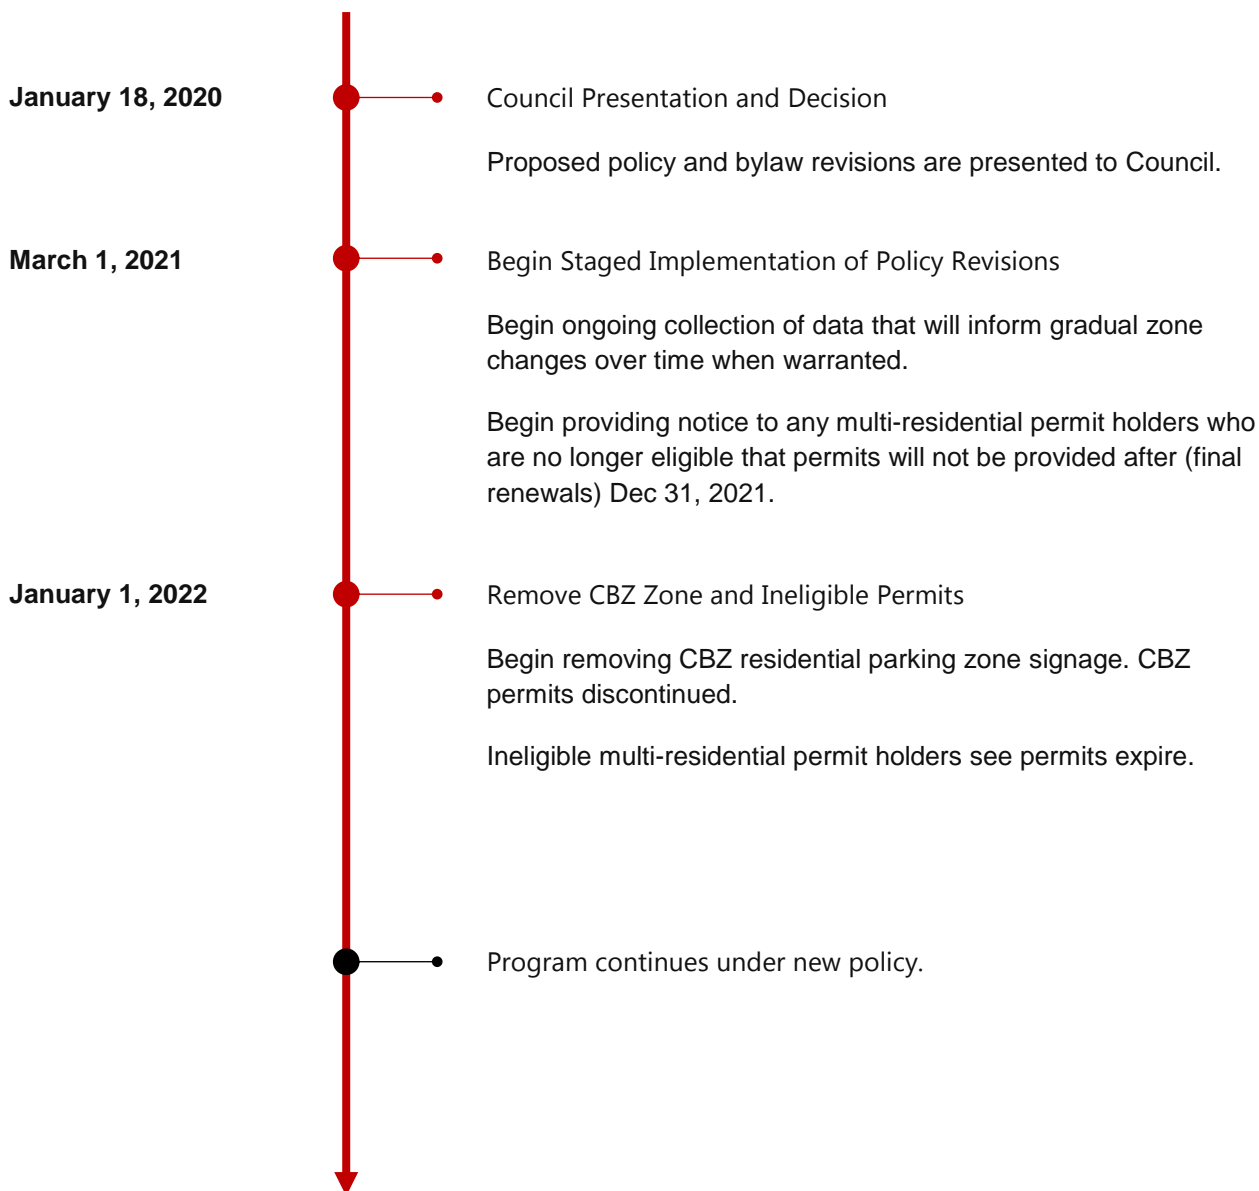 January 18, 2020
Council Presentation and Decision
Proposed policy and bylaw revisions are presented to Council.
March 1, 2021
Begin Staged Implementation of Policy Revisions
Begin ongoing collection of data that will inform gradual zone
changes over time when warranted.
Begin providing notice to any multi-residential permit holders who
are no longer eligible that permits will not be provided after (final
renewals) Dec 31, 2021.
January 1, 2022
Remove CBZ Zone and Ineligible Permits
Begin removing CBZ residential parking zone signage. CBZ
permits discontinued.
Ineligible multi-residential permit holders see permits expire.
Program continues under new policy.